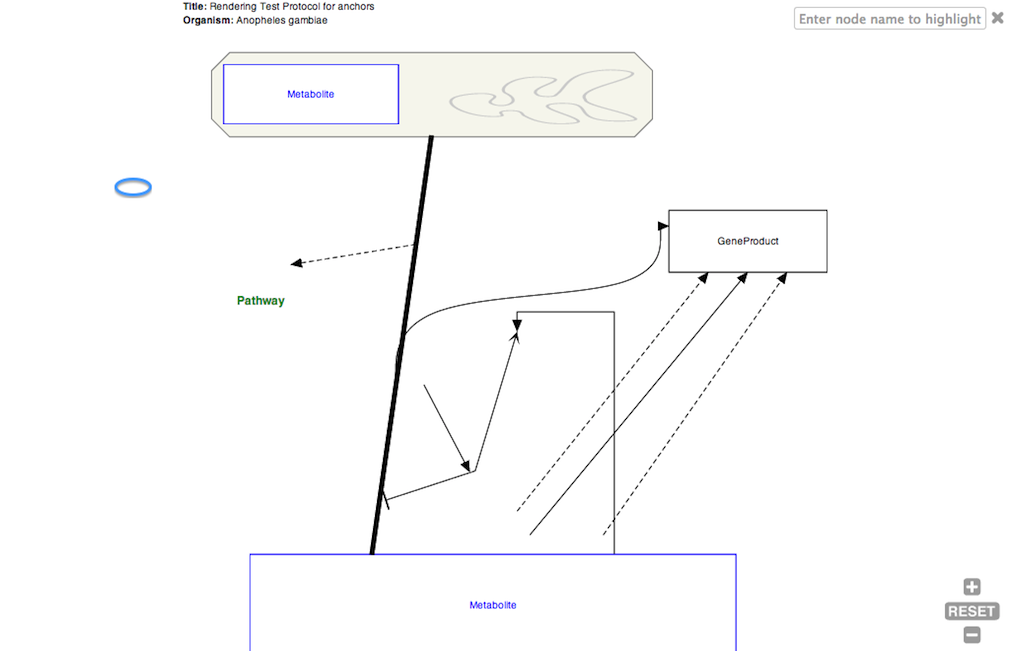 Title: Rendering Test Protocol for anchors
Organism: Anopheles gambiae
Enter node name to highlight
Metabolite
GeneProduct
Pathway
Metabolite
RESET